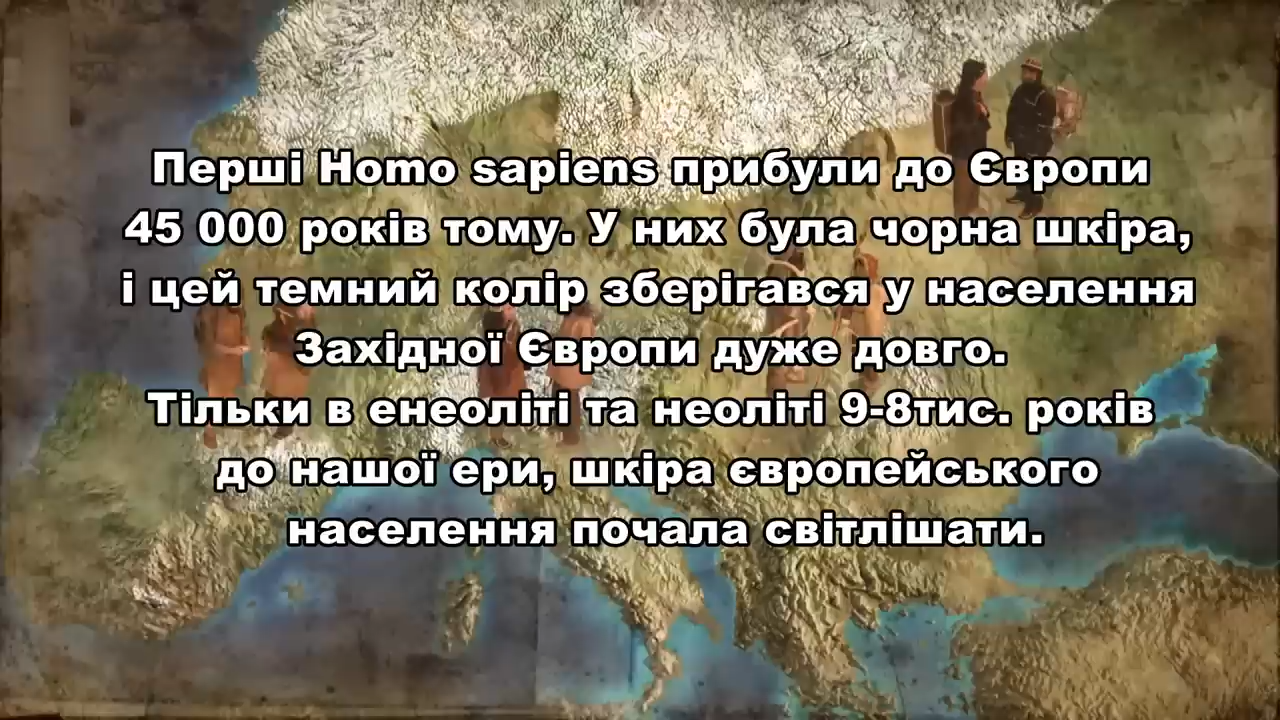 Перші Homo sapiens прибули до Європи
45 000 років тому. У них була чорна шкіра,
і цей темний колір зберігався у населення
Західної Європи дуже довго.
Тільки в енеоліті та неоліті 9-8тис. років
до нашої ери, шкіра європейського
населення почала світлішати.